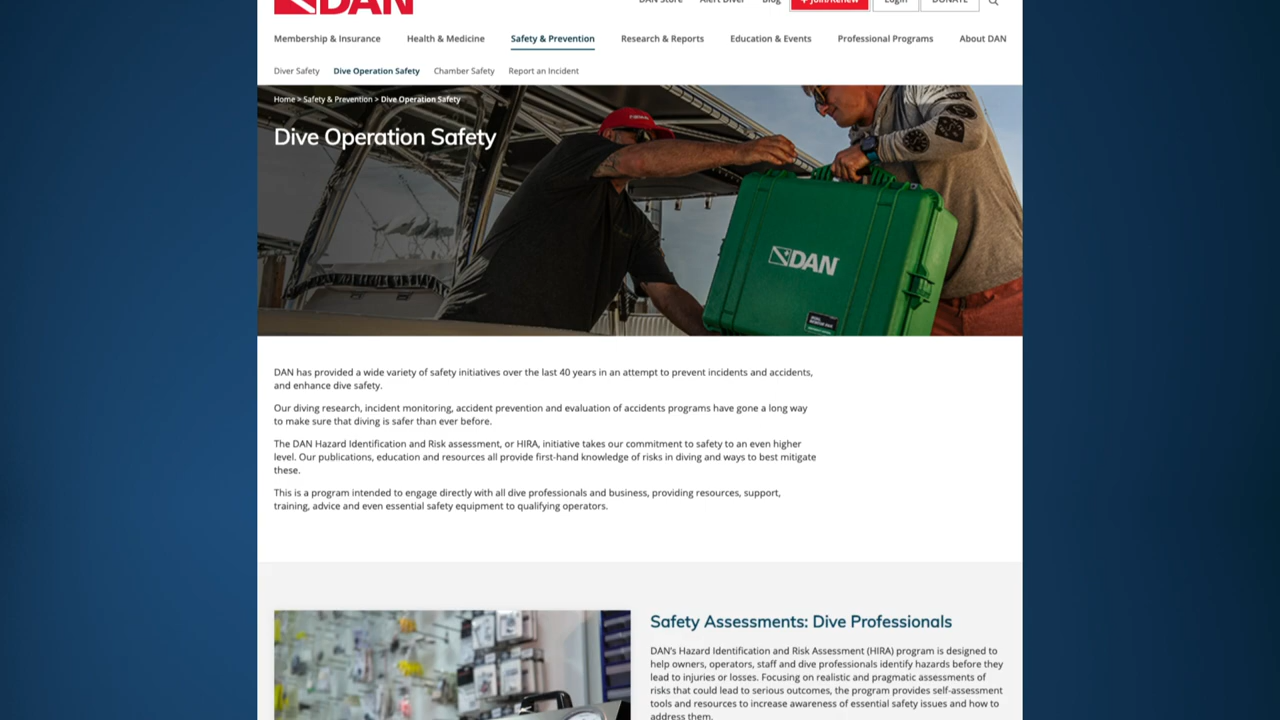 DAN
DAN Store Alert Diver Blog + Join/Renew Login DONATE
Membership & Insurance Health & Medicine Safety & Prevention Research & Reports Education & Events Professional Programs About DAN
Diver Safety Dive Operation Safety Chamber Safety Report an Incident
Home > Safety & Prevention > Dive Operation Safety
Dive Operation Safety
DAN
DAN has provided a wide variety of safety initiatives over the last 40 years in an attempt to prevent incidents and accidents,
and enhance dive safety.
Our diving research, incident monitoring, accident prevention and evaluation of accidents programs have gone a long way
to make sure that diving is safer than ever before.
The DAN Hazard Identification and Risk assessment, or HIRA, initiative takes our commitment to safety to an even higher
level. Our publications, education and resources all provide first-hand knowledge of risks in diving and ways to best mitigate
these.
This is a program intended to engage directly with all dive professionals and business, providing resources, support,
training, advice and even essential safety equipment to qualifying operators.
Safety Assessments: Dive Professionals
DAN's Hazard Identification and Risk Assessment (HIRA) program is designed to
help owners, operators, staff and dive professionals identify hazards before they
lead to injuries or losses. Focusing on realistic and pragmatic assessments of
risks that could lead to serious outcomes, the program provides self-assessment
tools and resources to increase awareness of essential safety issues and how to
address them.